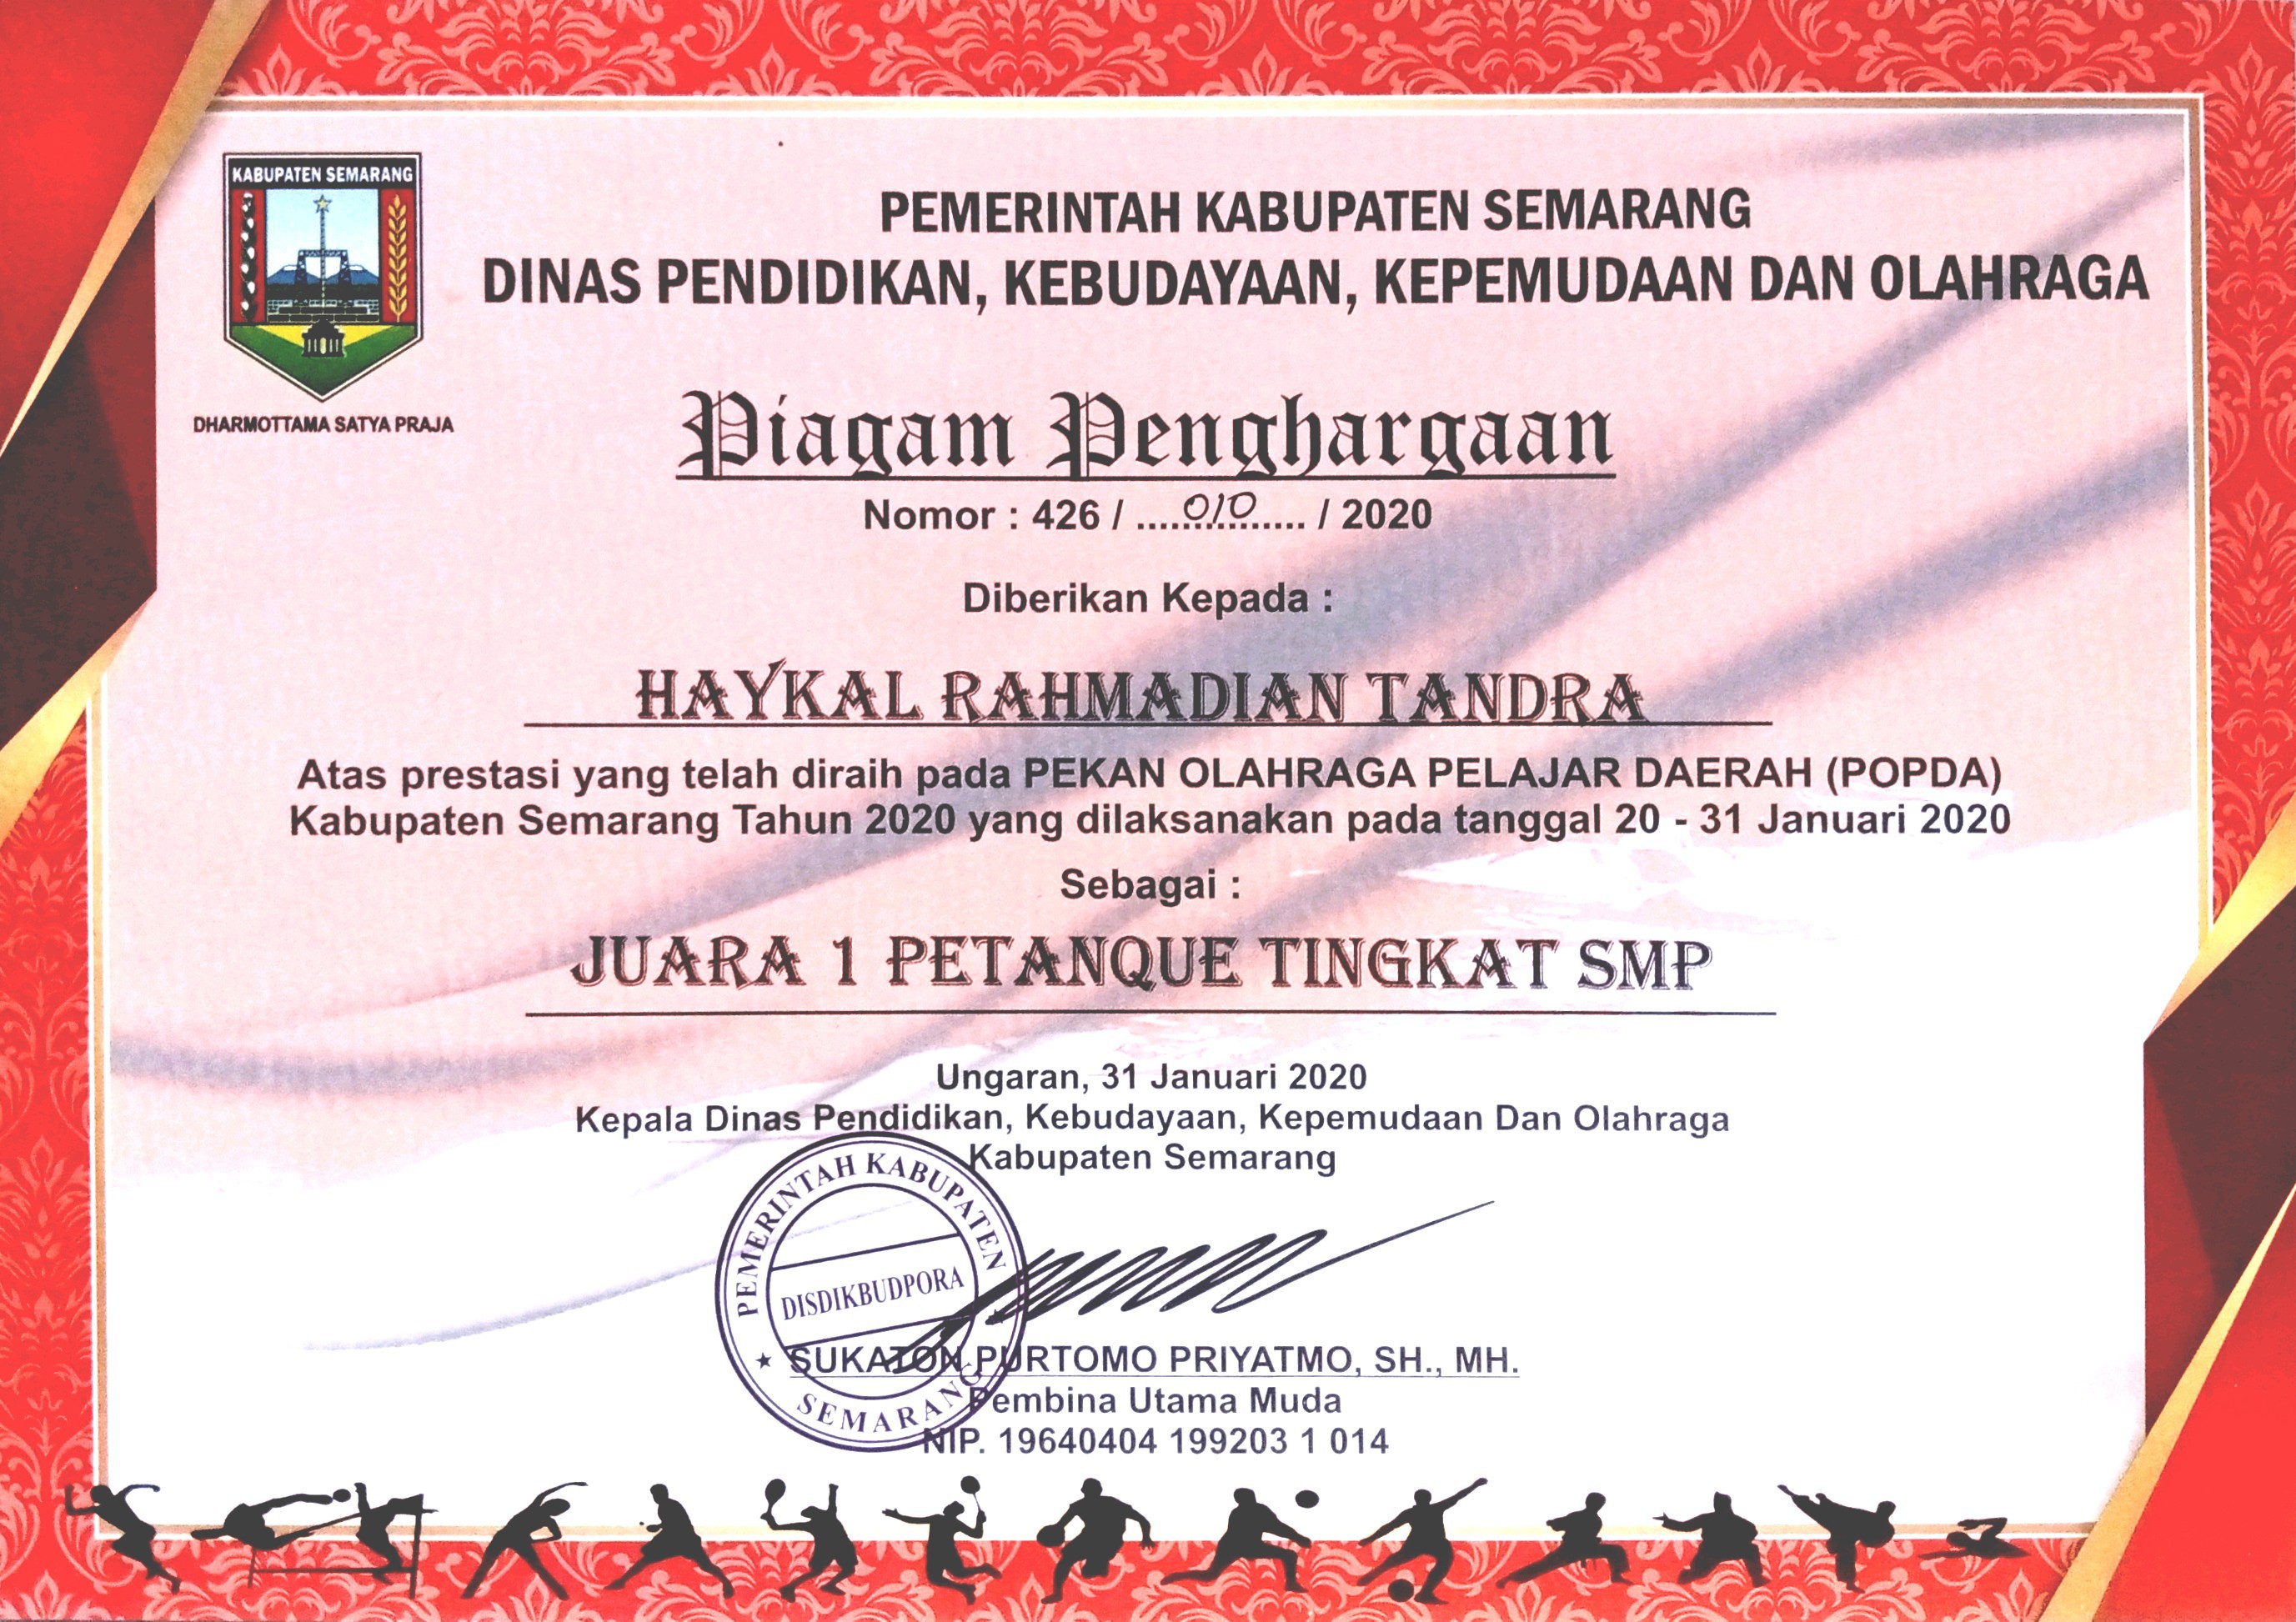 KABUPATEN SEMARANG
DHARMOTTAMA SATYA PRAJA
PEMERINTAH KABUPATEN SEMARANG
DINAS PENDIDIKAN, KEBUDAYAAN, KEPEMUDAAN DAN OLAHRAGA
Piagam Penghargaan
Nomor : 426 / ......010......... / 2020
Diberikan Kepada :
HAYKAL RAHMADIAN TANDRA
Atas prestasi yang telah diraih pada PEKAN OLAHRAGA PELAJAR DAERAH (POPDA)
Kabupaten Semarang Tahun 2020 yang dilaksanakan pada tanggal 20 - 31 Januari 2020
Sebagai :
JUARA 1 PETANQUE TINGKAT SMP
Ungaran, 31 Januari 2020
Kepala Dinas Pendidikan, Kebudayaan, Kepemudaan Dan Olahraga
Kabupaten Semarang
PEMERINTAH KABUPATEN
DISDIKBUDPORA
SEMARANG
SUKATON PURTOMO PRIYATMO, SH., MH.
Pembina Utama Muda
NIP. 19640404 199203 1 014